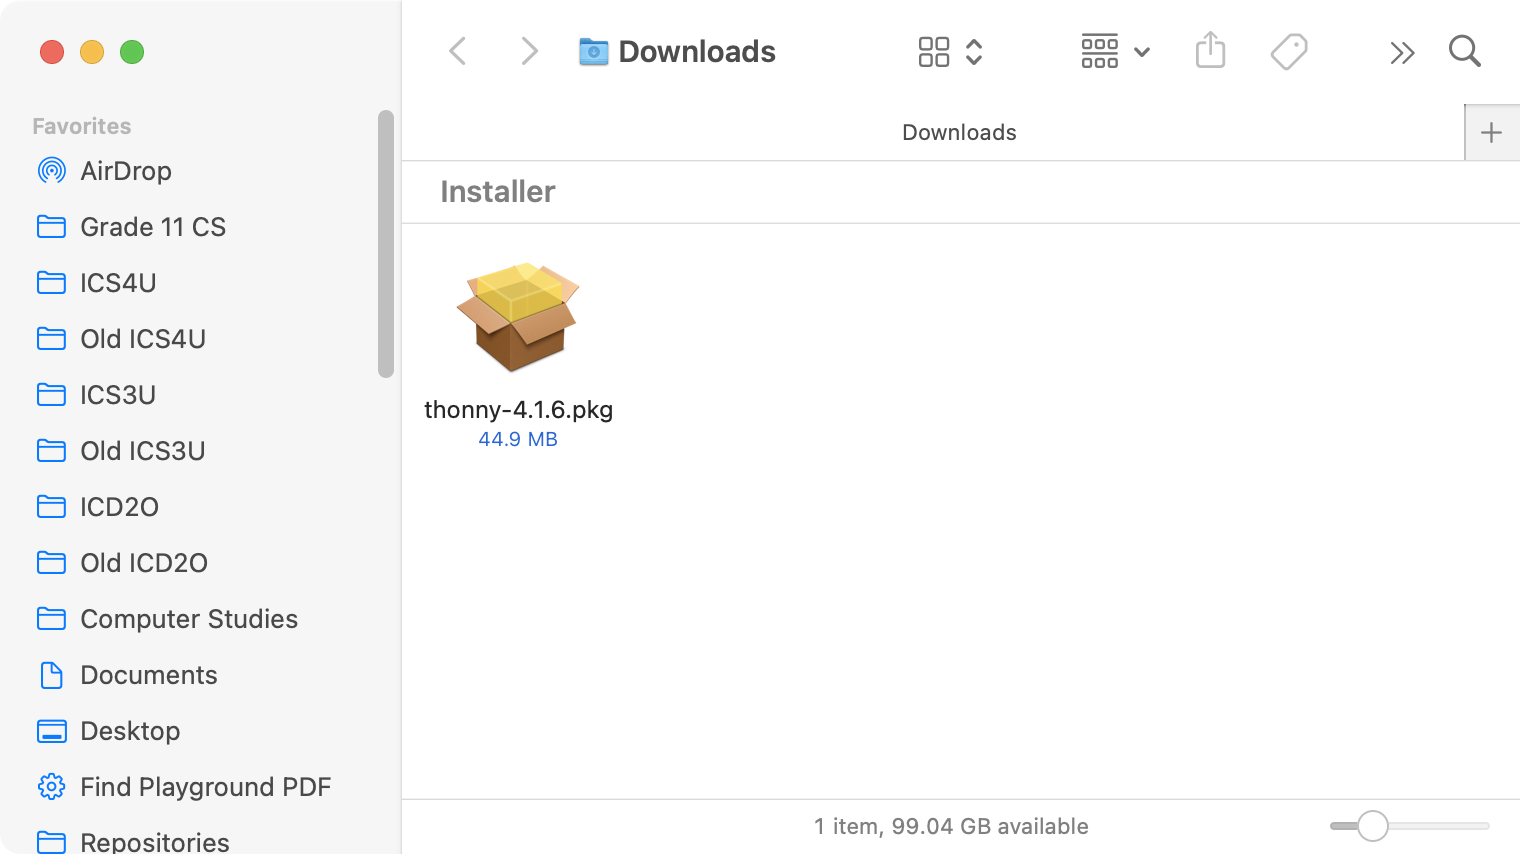 Downloads
Favorites
AirDrop
Grade 11 CS
ICS4U
Old ICS4U
ICS3U
Old ICS3U
ICD2O
Old ICD2O
Computer Studies
Documents
Desktop
Find Playground PDF
Repositories
Downloads
Installer
thonny-4.1.6.pkg
44.9 MB
1 item, 99.04 GB available